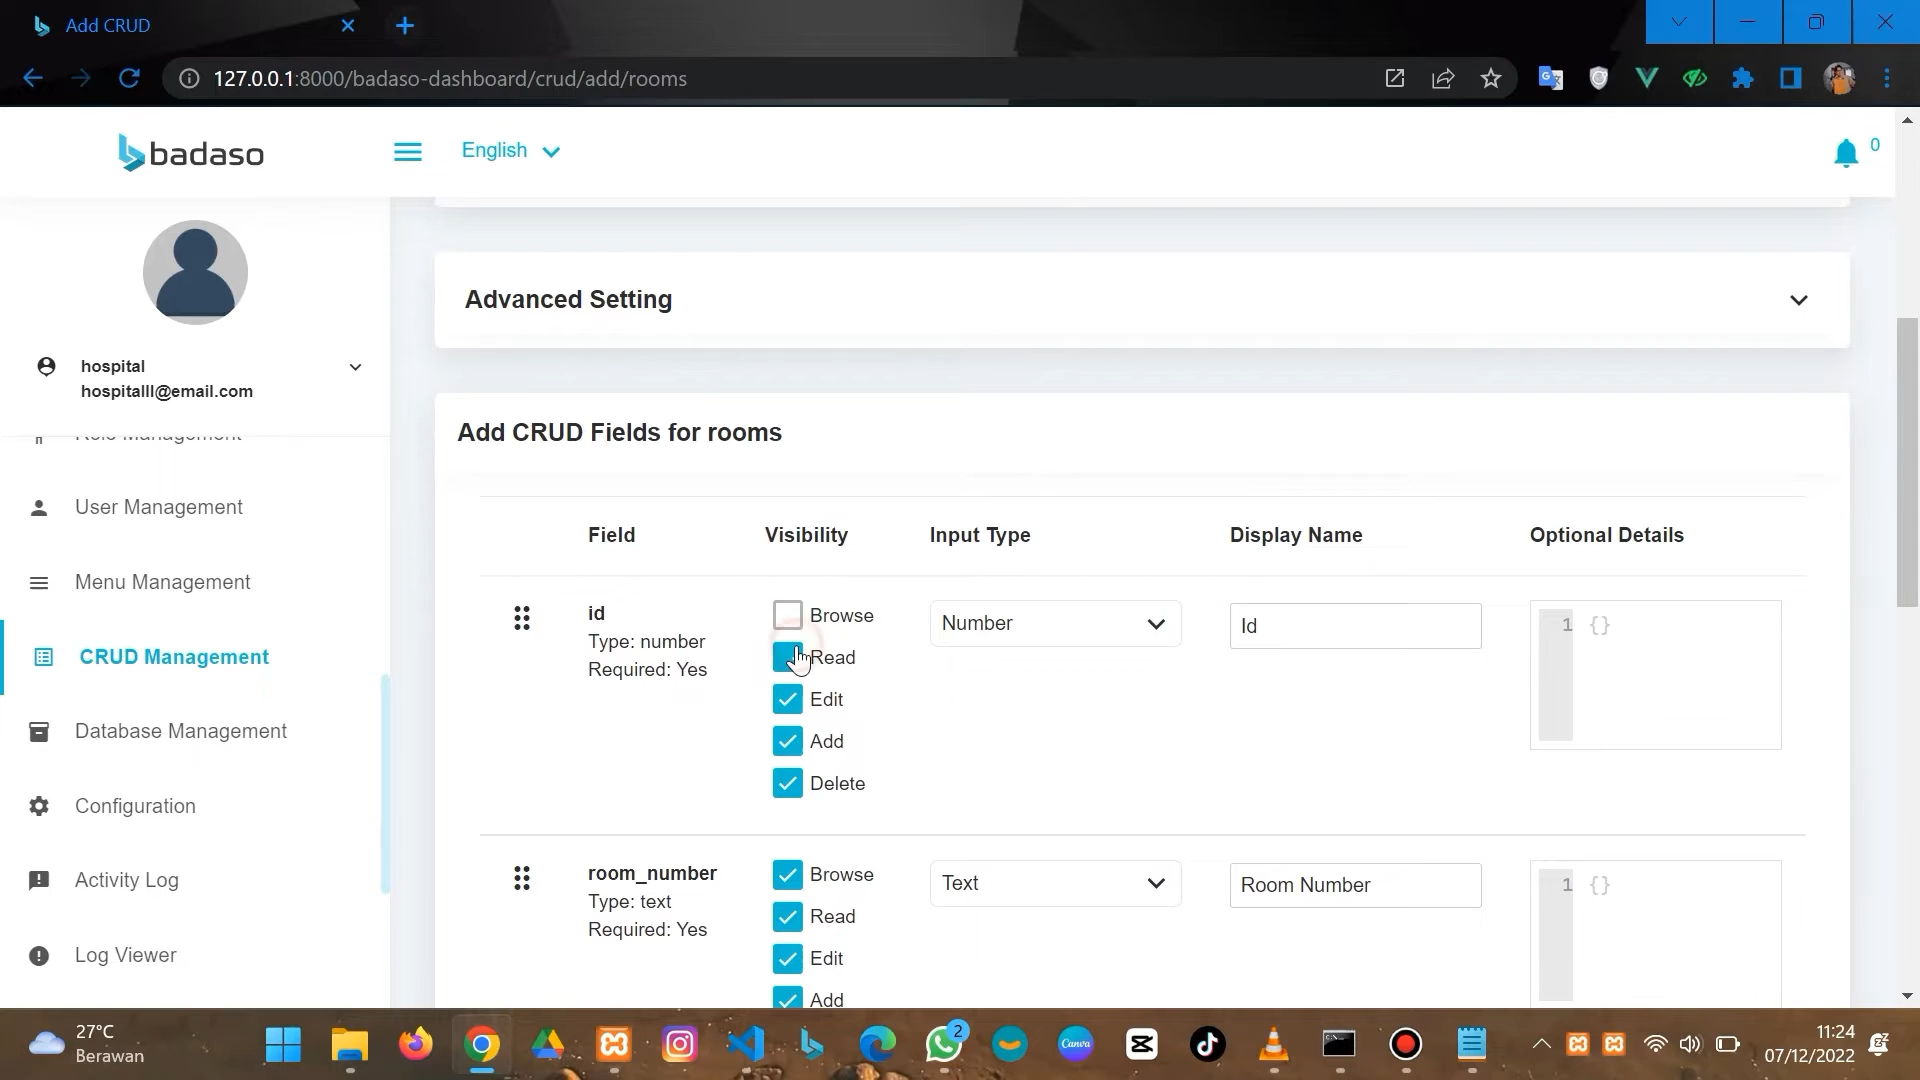 Add CRUD
127.0.0.1:8000/badaso-dashboard/crud/add/rooms
badaso
English
0
hospital
hospitalll@email.com
Role Management
User Management
Menu Management
CRUD Management
Database Management
Configuration
Activity Log
Log Viewer
Advanced Setting
Add CRUD Fields for rooms
Field Visibility Input Type Display Name Optional Details
id
Type: number
Required: Yes
Browse
Read
Edit
Add
Delete
Number
Id
1 {}
room_number
Type: text
Required: Yes
Browse
Read
Edit
Add
Text
Room Number
1 {}
27°C
Berawan
2
Canva
11:24
07/12/2022